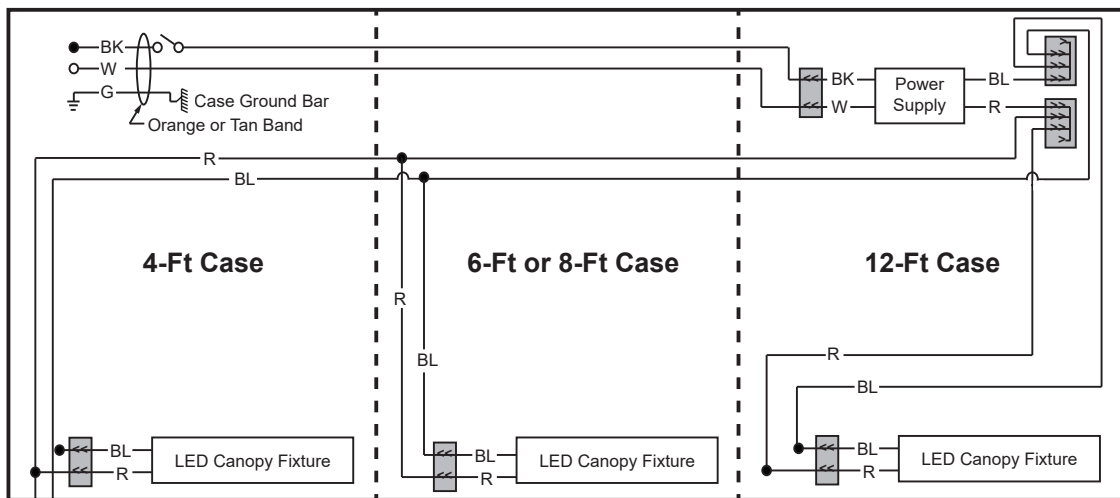 BK
W
G
Case Ground Bar
Orange or Tan Band
BK
W
Power
Supply
BL
R
R
BL
4-Ft Case
6-Ft or 8-Ft Case
12-Ft Case
R
BL
R
BL
BL
R
LED Canopy Fixture
BL
R
LED Canopy Fixture
BL
R
LED Canopy Fixture